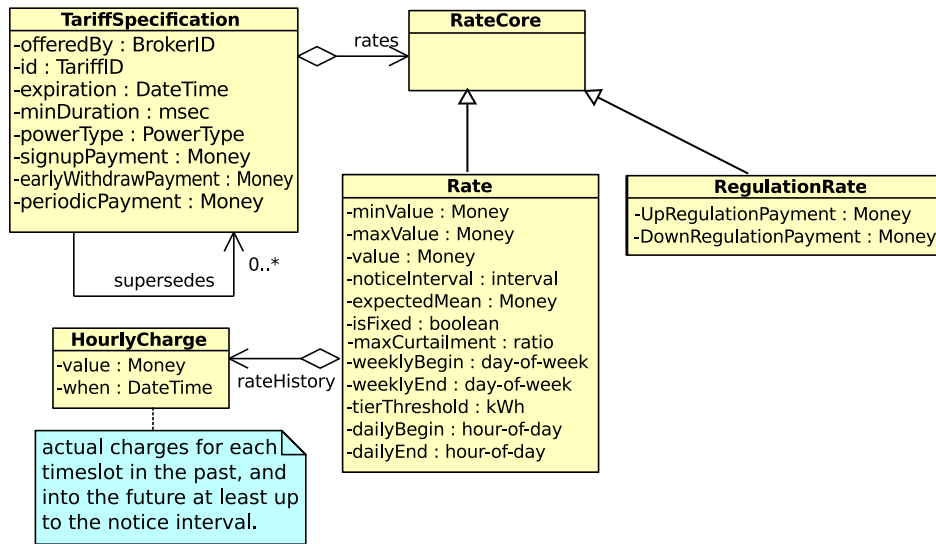 TariffSpecification
-offeredBy : BrokerID
-id : TariffID
-expiration : DateTime
-minDuration : msec
-powerType : PowerType
-signupPayment : Money
-earlyWithdrawPayment : Money
-periodicPayment : Money
rates
RateCore
supersedes
0..*
Rate
-minValue : Money
-maxValue : Money
-value : Money
-noticeInterval : interval
-expectedMean : Money
-isFixed : boolean
-maxCurtailment : ratio
-weeklyBegin : day-of-week
-weeklyEnd : day-of-week
-tierThreshold : kWh
-dailyBegin : hour-of-day
-dailyEnd : hour-of-day
RegulationRate
-UpRegulationPayment : Money
-DownRegulationPayment : Money
HourlyCharge
-value : Money
-when : DateTime
rateHistory
actual charges for each
timeslot in the past, and
into the future at least up
to the notice interval.